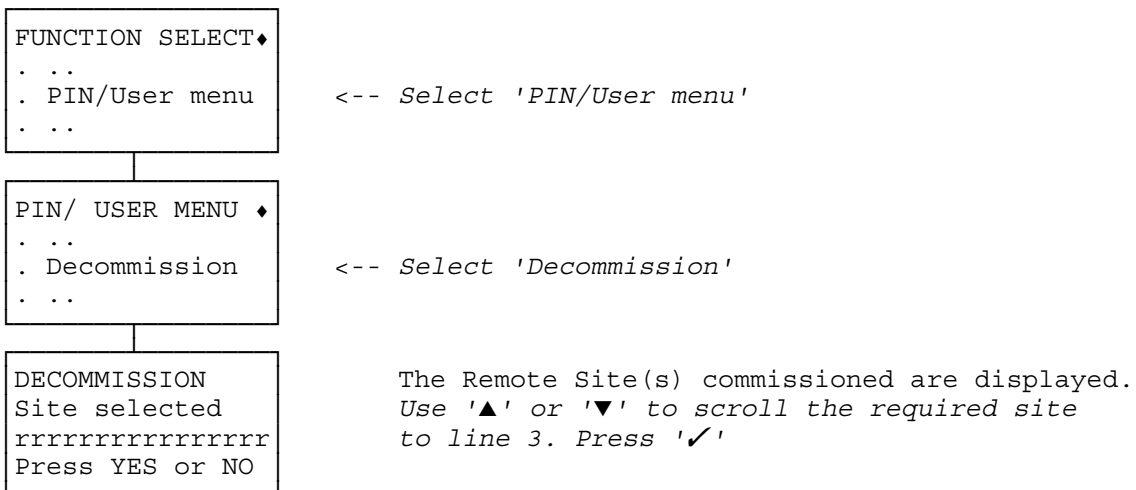 FUNCTION SELECT♦
. ..
. PIN/User menu <-- Select 'PIN/User menu'
. ..
PIN/ USER MENU ♦
. ..
. Decommission <-- Select 'Decommission'
. ..
DECOMMISSION The Remote Site(s) commissioned are displayed.
Site selected Use '▲' or '▼' to scroll the required site
rrrrrrrrrrrrrrrr to line 3. Press '✓'
Press YES or NO